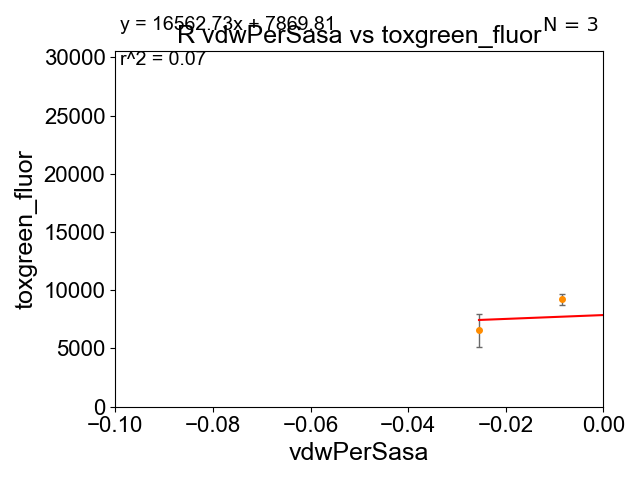 y = 16562.73x + 7869.81
N = 3
R vdwPerSasa vs toxgreen_fluor
r^2 = 0.07
30000
25000
20000
15000
10000
5000
0
toxgreen_fluor
−0.10 −0.08 −0.06 −0.04 −0.02 0.00
vdwPerSasa